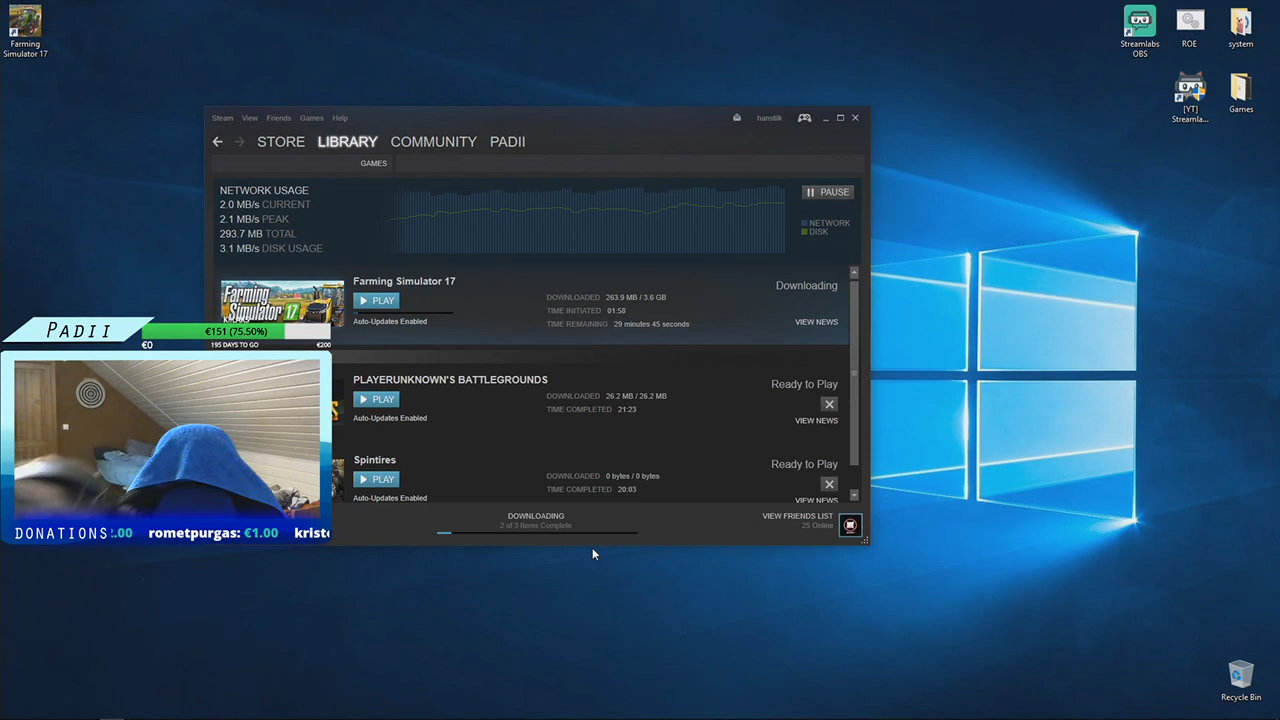 Farming
Simulator 17
Streamlabs
OBS
ROE
system
[YT]
Streamla...
Games
Steam View Friends Games Help
hanstilk
STORE LIBRARY COMMUNITY PADII
GAMES
NETWORK USAGE
2.0 MB/s CURRENT
2.1 MB/s PEAK
293.7 MB TOTAL
3.1 MB/s DISK USAGE
PAUSE
NETWORK
DISK
Farming
Simulator 17
Farming Simulator 17
PLAY
Auto-Updates Enabled
DOWNLOADED 263.9 MB / 3.6 GB
TIME INITIATED 01:58
TIME REMAINING 29 minutes 45 seconds
Downloading
VIEW NEWS
PLAYERUNKNOWN'S BATTLEGROUNDS
PLAY
Auto-Updates Enabled
DOWNLOADED 26.2 MB / 26.2 MB
TIME COMPLETED 21:23
Ready to Play
VIEW NEWS
Spintires
PLAY
Auto-Updates Enabled
DOWNLOADED 0 bytes / 0 bytes
TIME COMPLETED 20:03
Ready to Play
VIEW NEWS
DOWNLOADING
2 of 3 Items Complete
VIEW FRIENDS LIST
25 Online
PADII
€151 (75.50%)
€0 195 DAYS TO GO €200
DONATIONS .00 rometpurgas: €1.00 krist
Recycle Bin